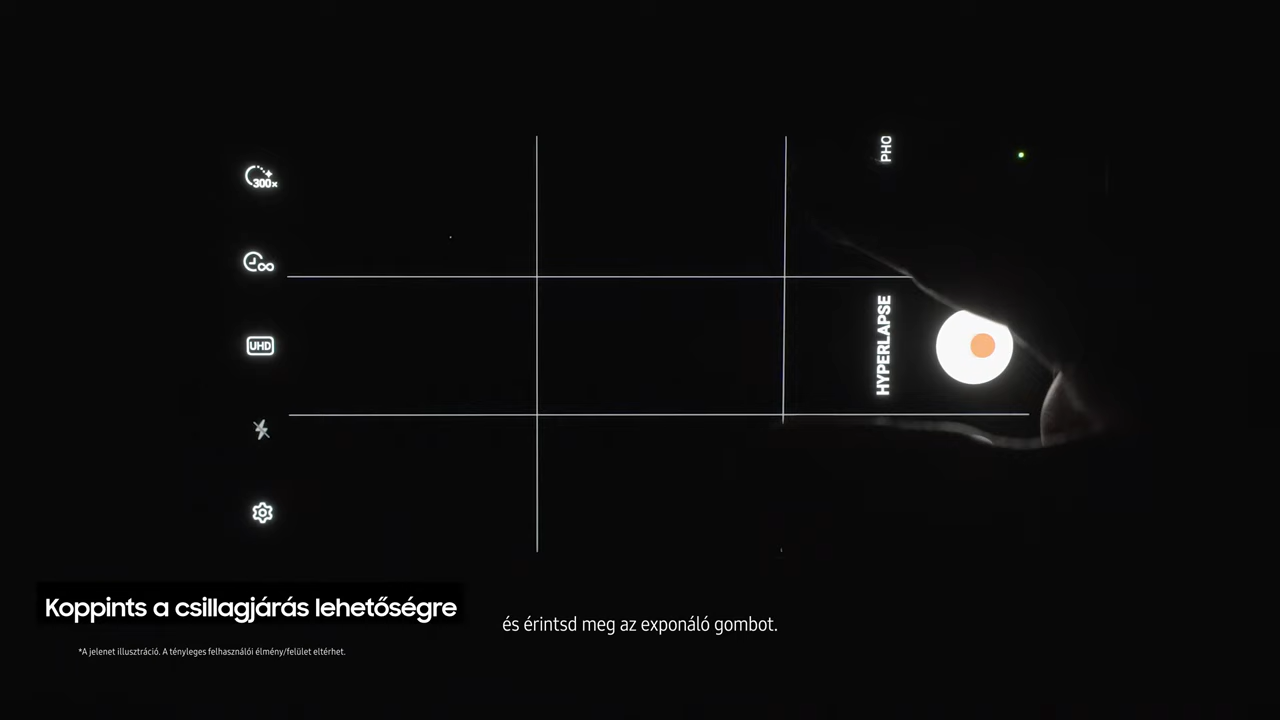 300x
PHO
UHD
HYPERLAPSE
Koppints a csillagjárás lehetőségre
és érintsd meg az exponáló gombot.
*A jelenet illusztráció. A tényleges felhasználói élmény/felület eltérhet.